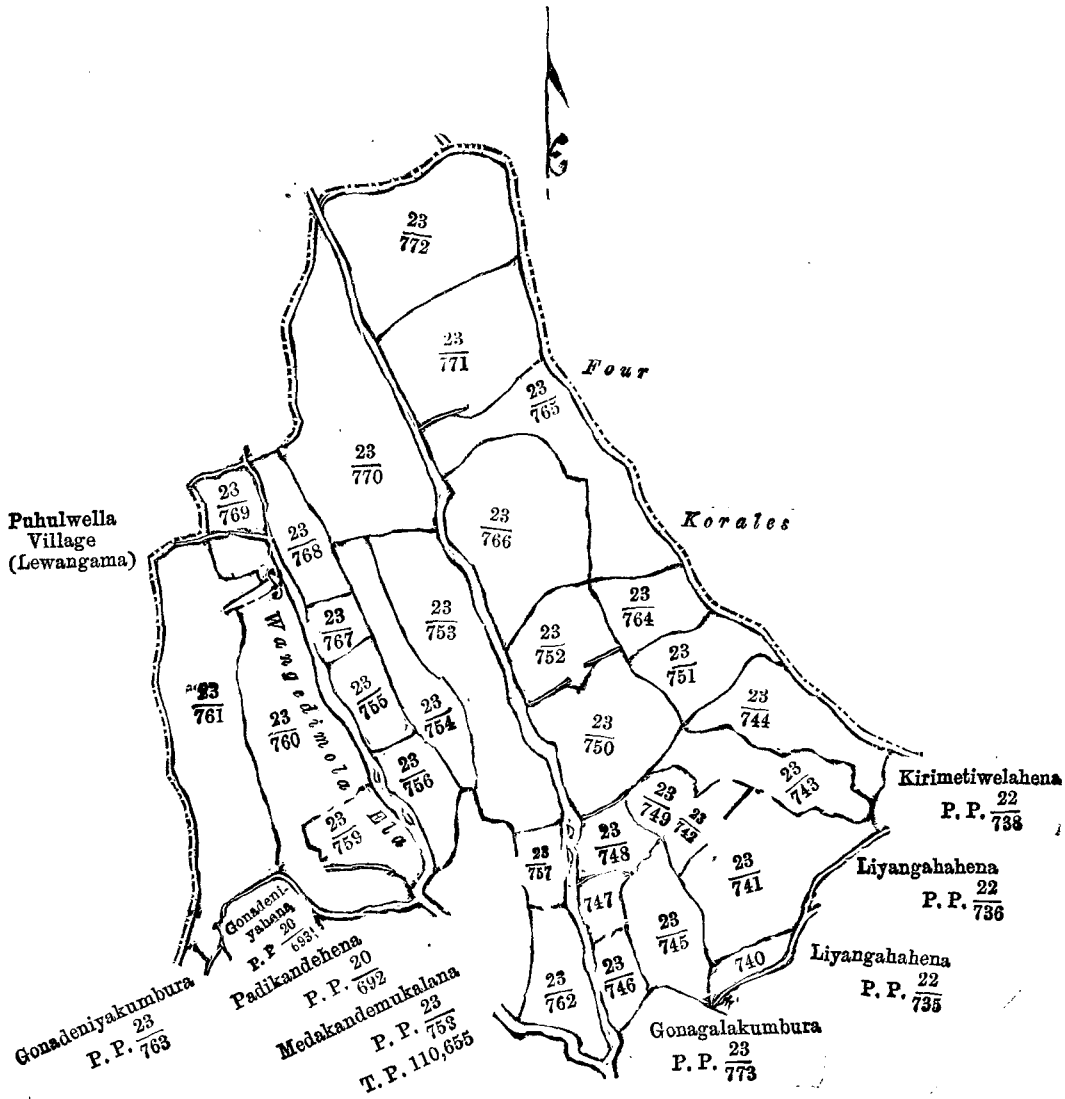 23
772
23
771
Four
23
765
23
770
23
769
23
766
Korales
Puhulwella
Village
(Lewangama)
23
768
23
764
23
753
23
767
23
752
23
751
Wangedimola Ela
23
761
23
760
23
755
23
754
23
744
23
750
23
756
23
743
Kirimetiwelahena
P. P. 22
738
23
749
23
742
23
759
23
748
23
757
23
741
Liyangahahena
P. P. 22
736
747
Gonadeni-
yahena
P. P 20
693
23
745
740
Liyangahahena
P. P. 22
735
23
762
23
746
Gonadeniyakumbura
P. P. 23
763
Padikandehena
P. P. 20
692
Medakandemukalana
P. P. 23
753
T. P. 110,655
Gonagalakumbura
P. P. 23
773